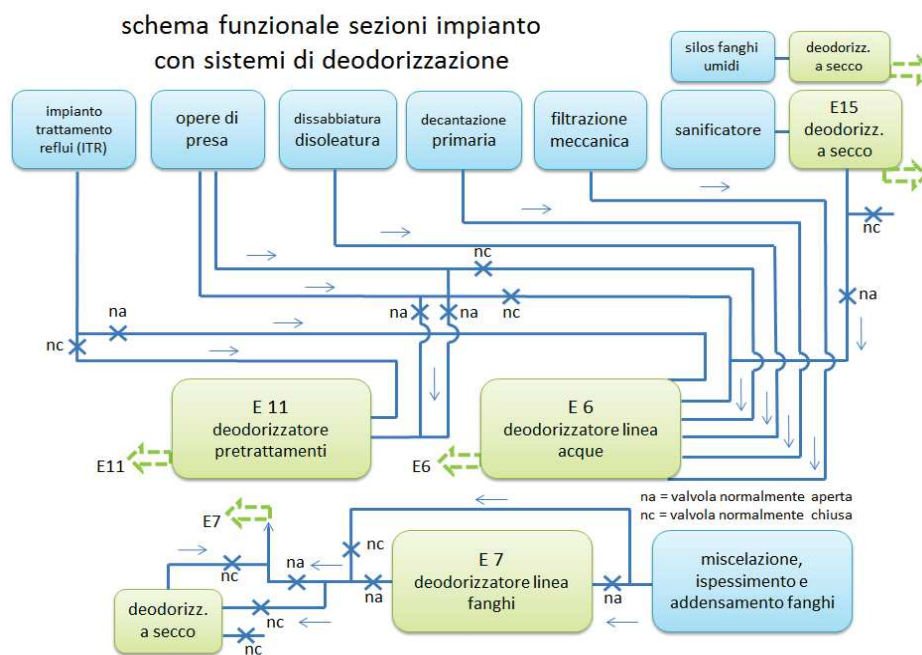 schema funzionale sezioni impianto
con sistemi di deodorizzazione
silos fanghi
umidi
deodorizz.
a secco
impianto
trattamento
reflui (ITR)
opere di
presa
dissabbiatura
disoleatura
decantazione
primaria
filtrazione
meccanica
sanificatore
E15
deodorizz.
a secco
nc
nc
na
na
na
nc
na
nc
E 11
deodorizzatore
pretrattamenti
E11
E 6
deodorizzatore linea
acque
E6
na = valvola normalmente aperta
nc = valvola normalmente chiusa
E7
nc
na
nc
na
E 7
deodorizzatore linea
fanghi
na
miscelazione,
ispessimento e
addensamento fanghi
deodorizz.
a secco
nc
nc